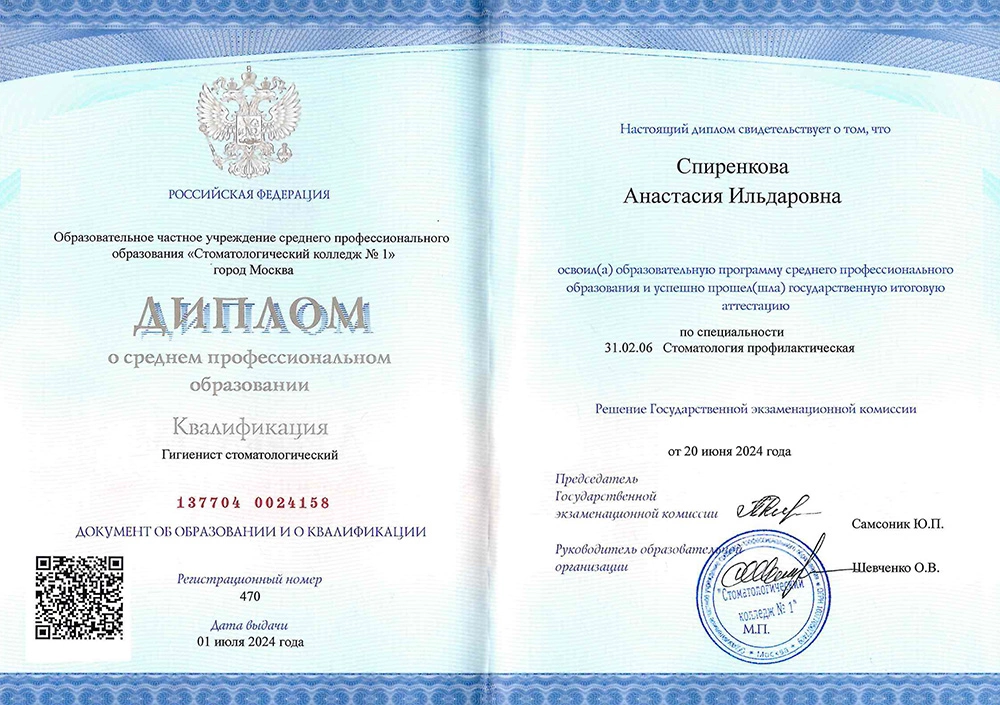 РОССИЙСКАЯ ФЕДЕРАЦИЯ
Образовательное частное учреждение среднего профессионального
образования «Стоматологический колледж № 1»
город Москва
ДИПЛОМ
о среднем профессиональном
образовании
Квалификация
Гигиенист стоматологический
137704 0024158
ДОКУМЕНТ ОБ ОБРАЗОВАНИИ И О КВАЛИФИКАЦИИ
Регистрационный номер
470
Дата выдачи
01 июля 2024 года
Настоящий диплом свидетельствует о том, что
Спиренкова
Анастасия Ильдаровна
освоил(а) образовательную программу среднего профессионального
образования и успешно прошел(шла) государственную итоговую
аттестацию
по специальности
31.02.06 Стоматология профилактическая
Решение Государственной экзаменационной комиссии
от 20 июня 2024 года
Председатель
Государственной
экзаменационной комиссии
Самсоник Ю.П.
Руководитель образовательной
организации
Шевченко О.В.
"Стоматологический
колледж № 1"
М.П.
Москва